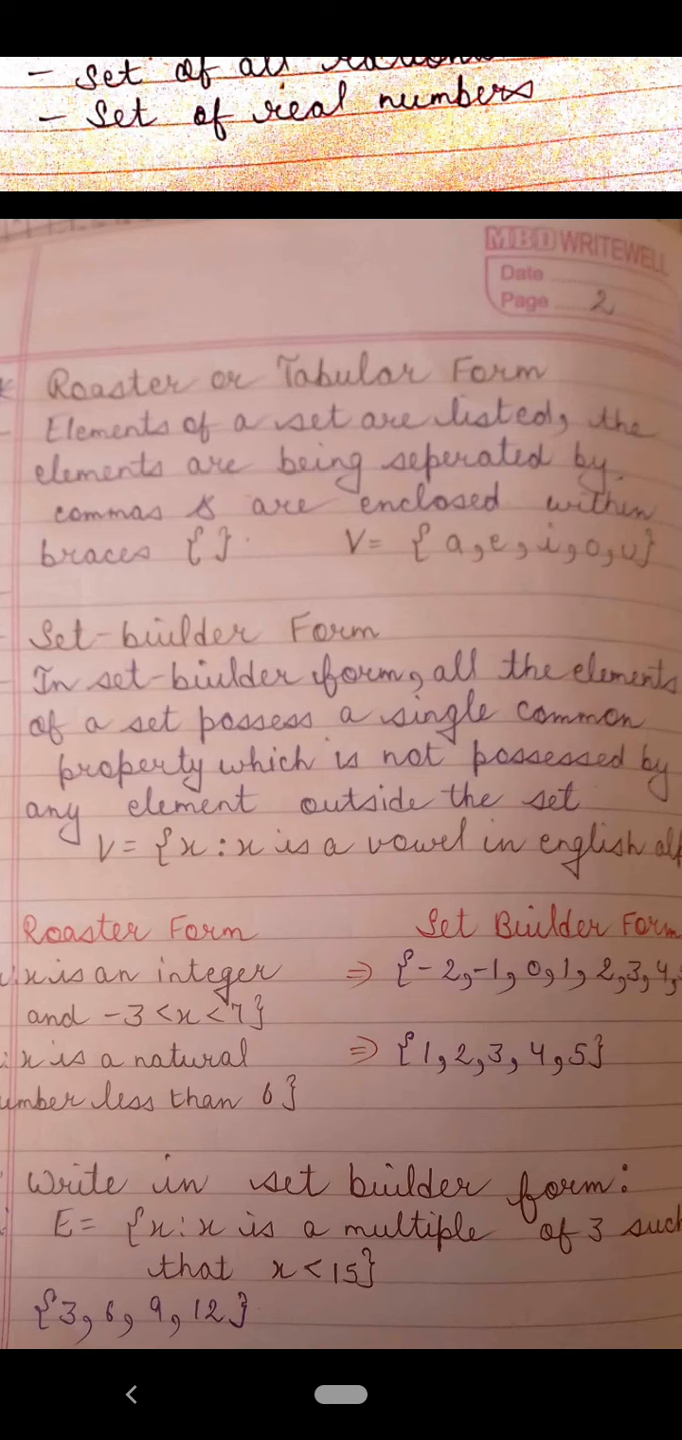 - Set of all
- Set of real numbers
MBD WRITEWELL
Date
Page 2
Roaster or Tabular Form
- Elements of a set are listed, the
elements are being seperated by
commas & are enclosed within
braces { }. V= { a, e, i, o, u}
- Set-builder Form
- In set-builder form, all the elements
of a set possess a single common
property which is not possessed by
any element outside the set
V= {x : x is a vowel in english alp
Roaster Form Set Builder Form
: x is an integer ⇒ {-2, -1, 0, 1, 2, 3, 4,
and -3 < x < 7}
: x is a natural ⇒ {1, 2, 3, 4, 5}
umber less than 6}
Write in set builder form:
E= {x: x is a multiple of 3 such
that x < 15}
{3, 6, 9, 12}